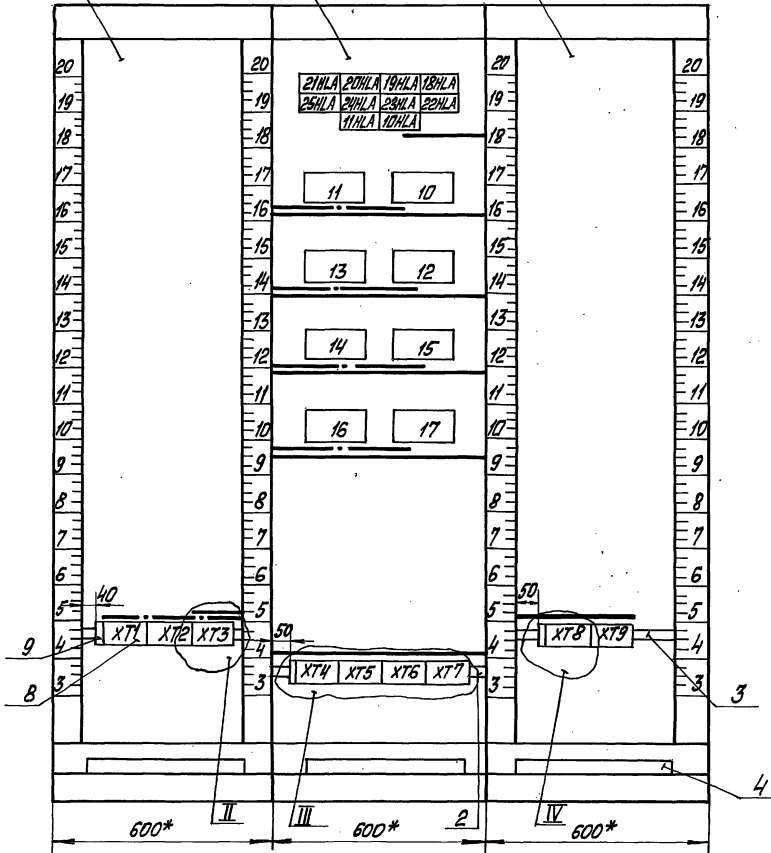 20 20 20 20
21HLA 20HLA 19HLA 18HLA
19 19 19 19
25HLA 24HLA 23HLA 22HLA
11HLA 10HLA
18 18 18 18
17 17 17 17
11 10
16 16 16 16
15 15 15 15
13 12
14 14 14 14
13 13 13 13
14 15
12 12 12 12
11 11 11 11
16 17
10 10 10 10
9 9 9 9
8 8 8 8
7 7 7 7
6 6 6 6
40 50
5 5 5 5
XT1 XT2 XT3 50 XT8 XT9
9 4 4 4 4
XT4 XT5 XT6 XT7
8 3 3 3 3 3
4
II III 2 IV
600* 600* 600*